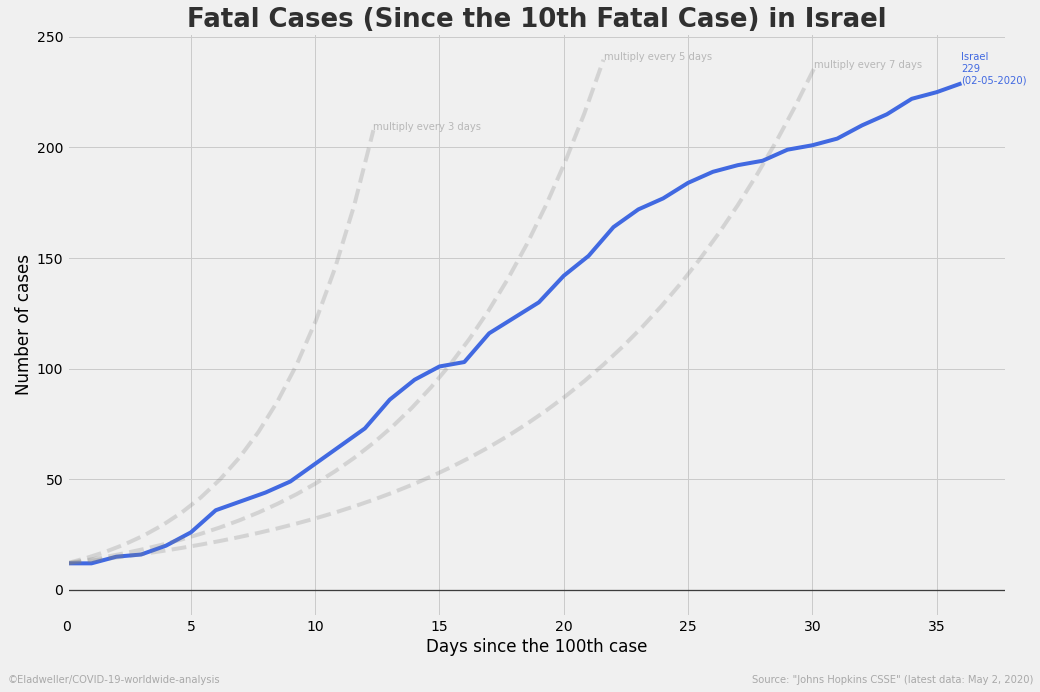 Fatal Cases (Since the 10th Fatal Case) in Israel
250
200
150
100
50
0
Number of cases
multiply every 3 days
multiply every 5 days
multiply every 7 days
Israel
229
(02-05-2020)
0 5 10 15 20 25 30 35
Days since the 100th case
©Eladweller/COVID-19-worldwide-analysis
Source: "Johns Hopkins CSSE" (latest data: May 2, 2020)